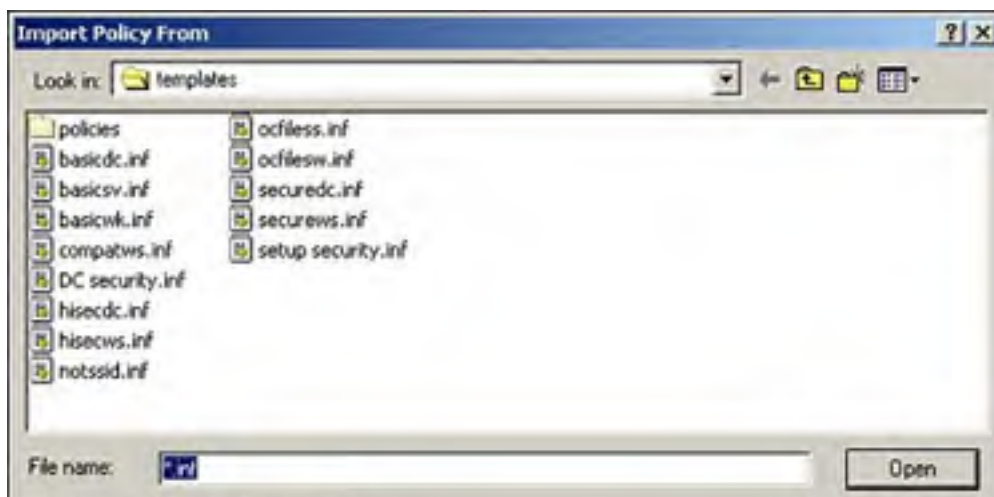 Import Policy From
Look in: templates
policies
basicdc.inf
basicsv.inf
basicwk.inf
compatws.inf
DC security.inf
hisecdc.inf
hisecws.inf
notssid.inf
ocfiless.inf
ocfilesw.inf
securedc.inf
securews.inf
setup security.inf
File name: *.inf
Open